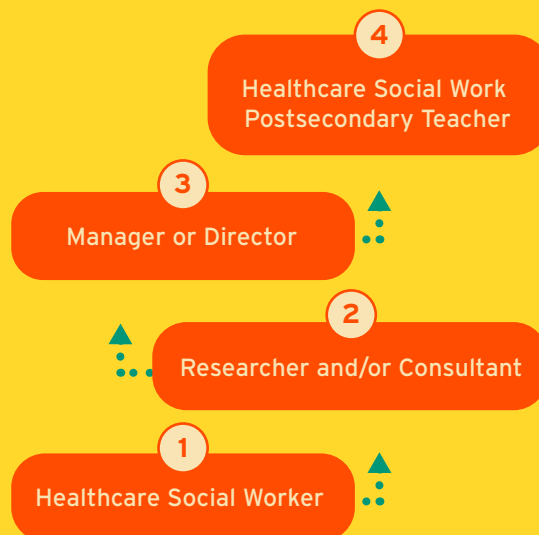 4
Healthcare Social Work
Postsecondary Teacher
3
Manager or Director
2
Researcher and/or Consultant
1
Healthcare Social Worker